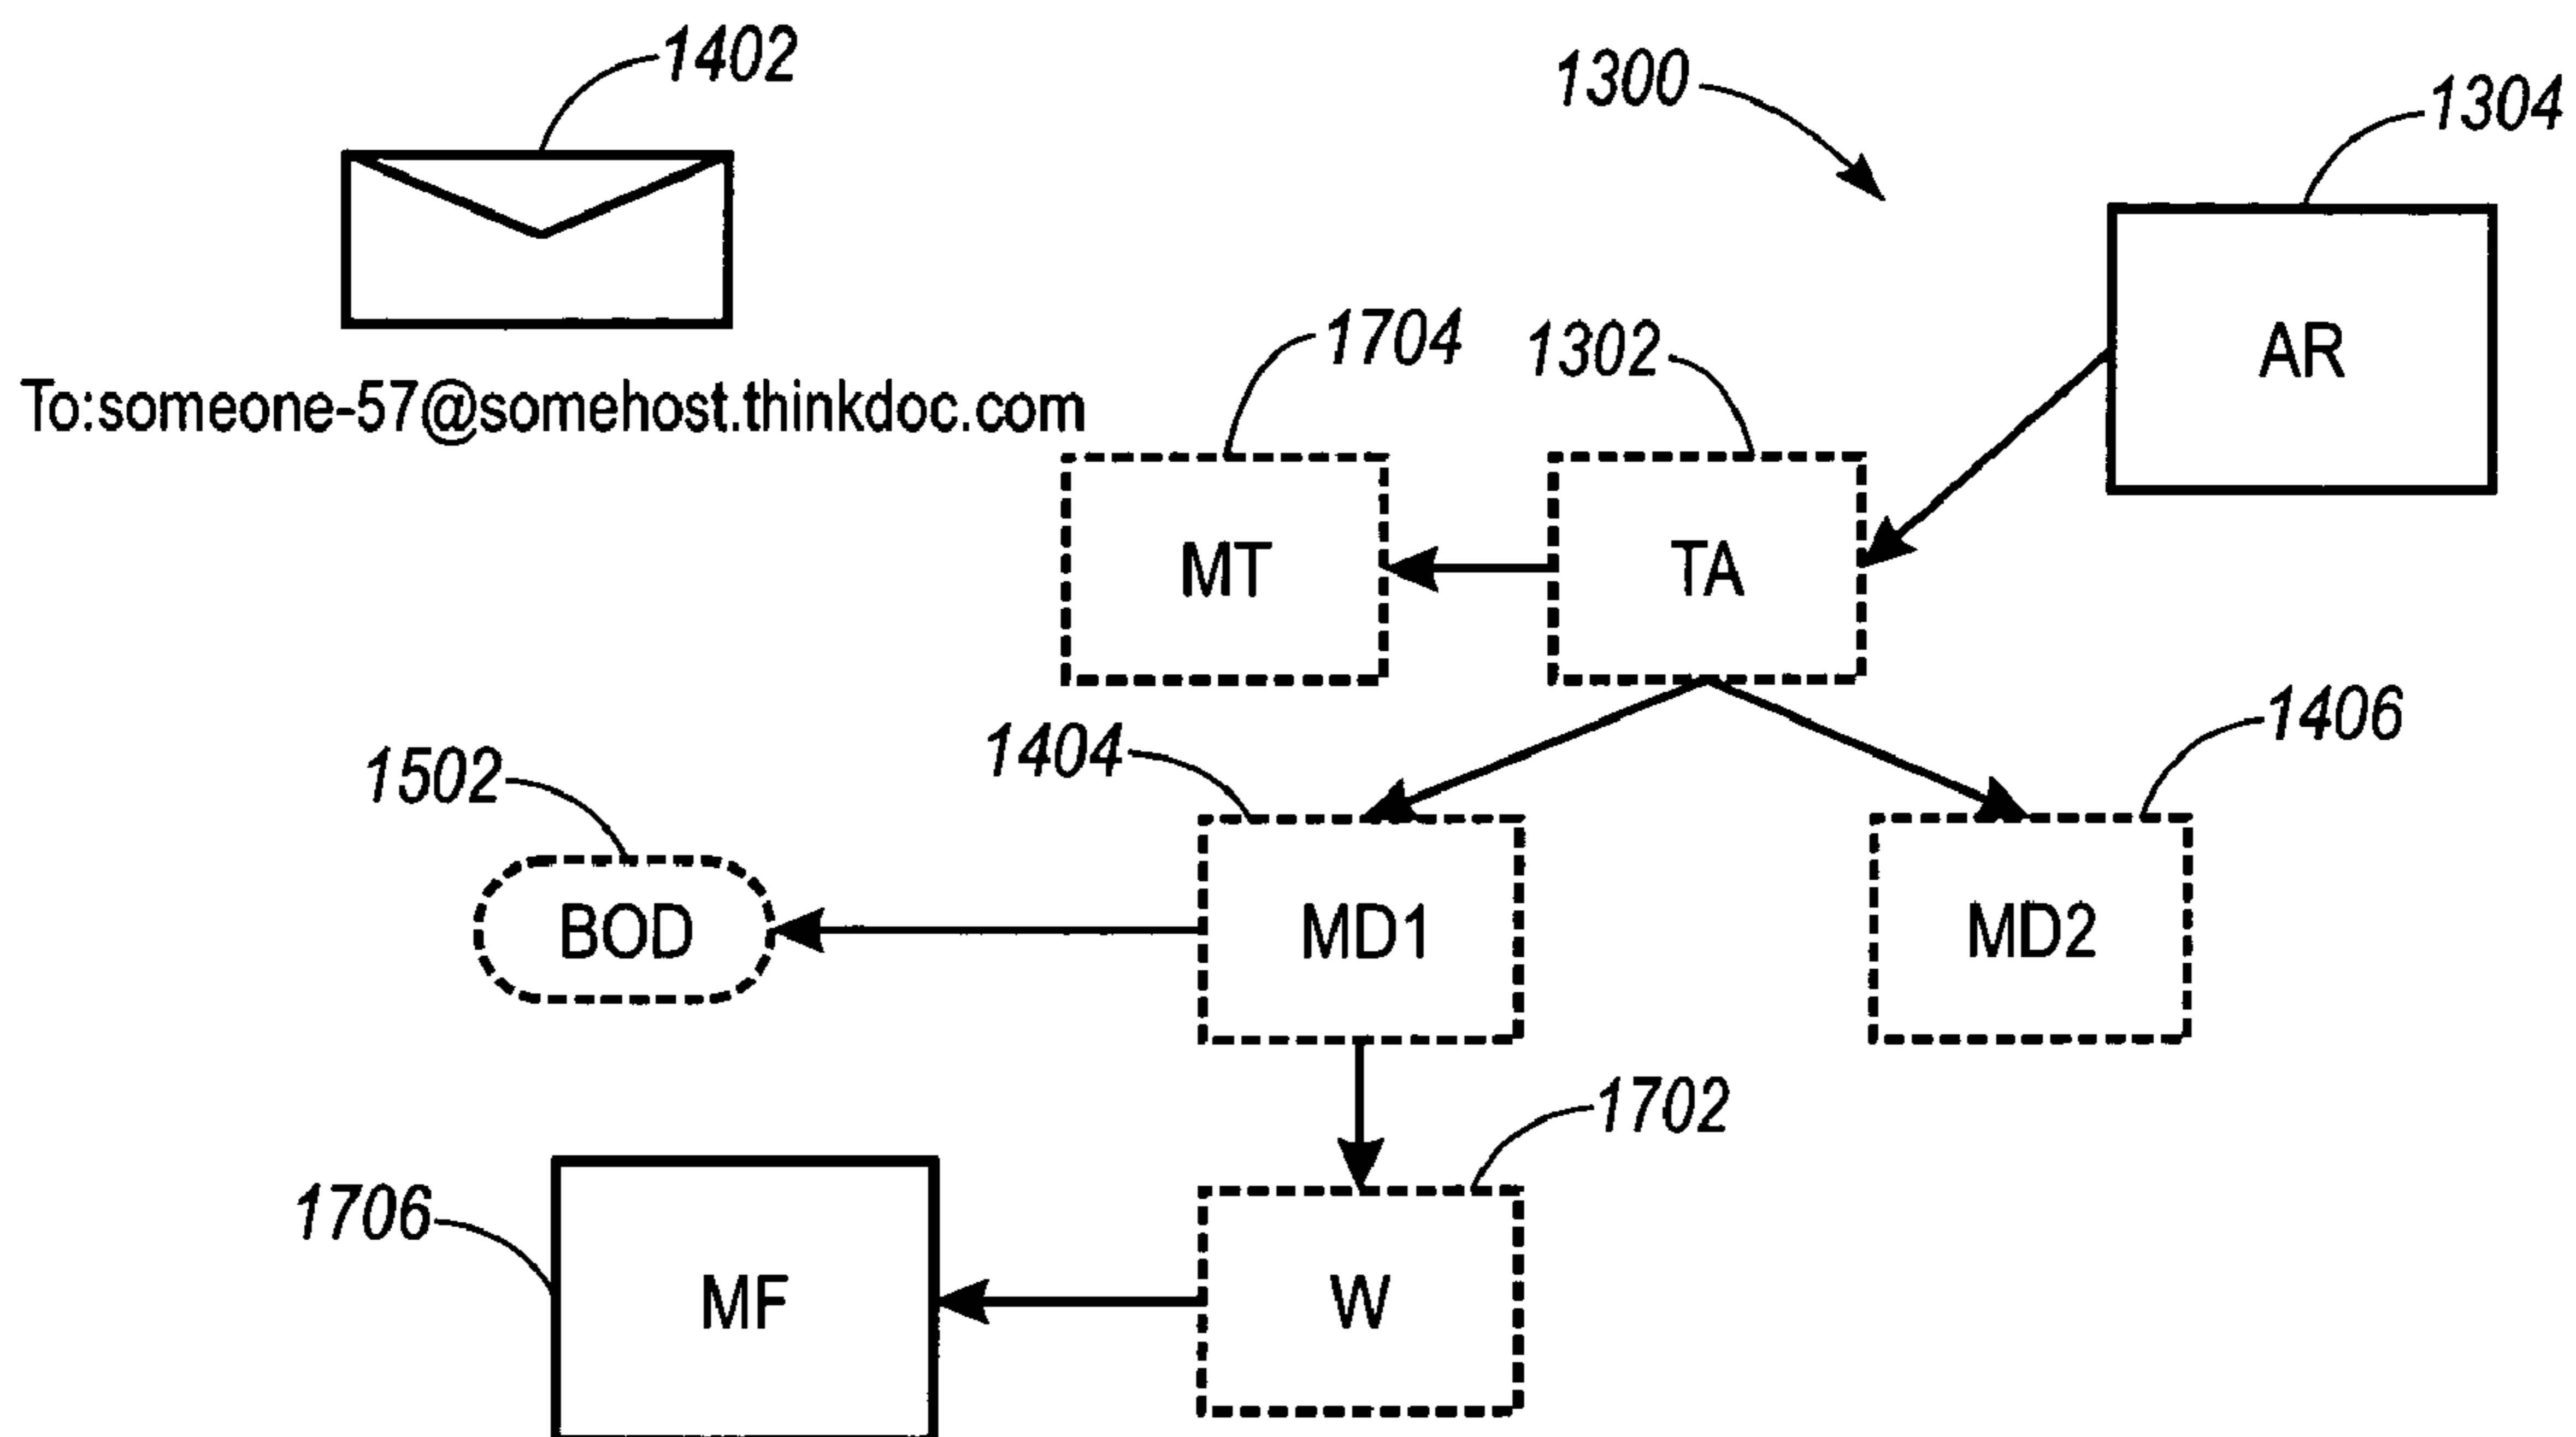 1402
1300
1304
To:someone-57@somehost.thinkdoc.com
1704
1302
AR
MT
TA
1404
1406
1502
BOD
MD1
MD2
1702
1706
MF
W